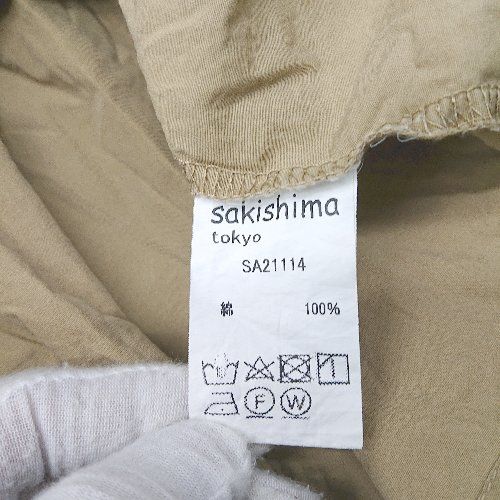 sakishima
tokyo
SA21114
綿 100%
F W